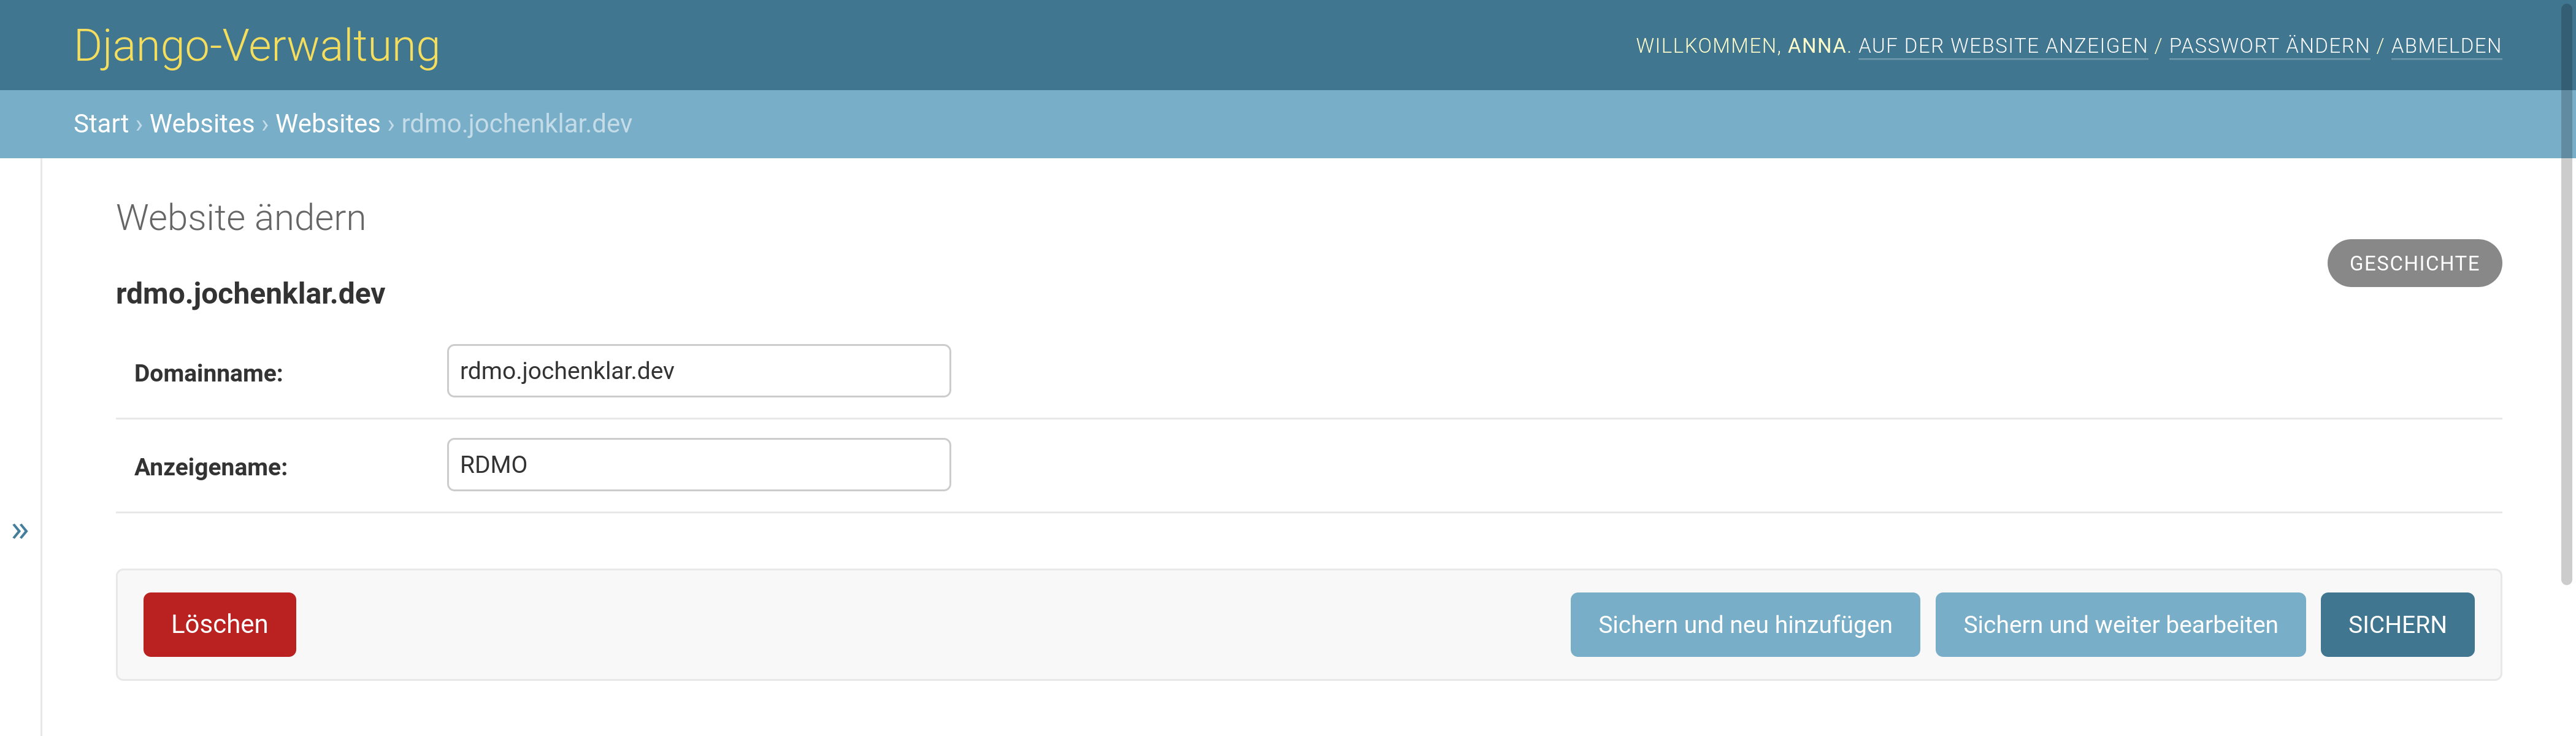 Django-Verwaltung
WILLKOMMEN, ANNA. AUF DER WEBSITE ANZEIGEN / PASSWORT ÄNDERN / ABMELDEN
Start › Websites › Websites › rdmo.jochenklar.dev
Website ändern
GESCHICHTE
rdmo.jochenklar.dev
Domainname: rdmo.jochenklar.dev
Anzeigename: RDMO
»
Löschen Sichern und neu hinzufügen Sichern und weiter bearbeiten SICHERN